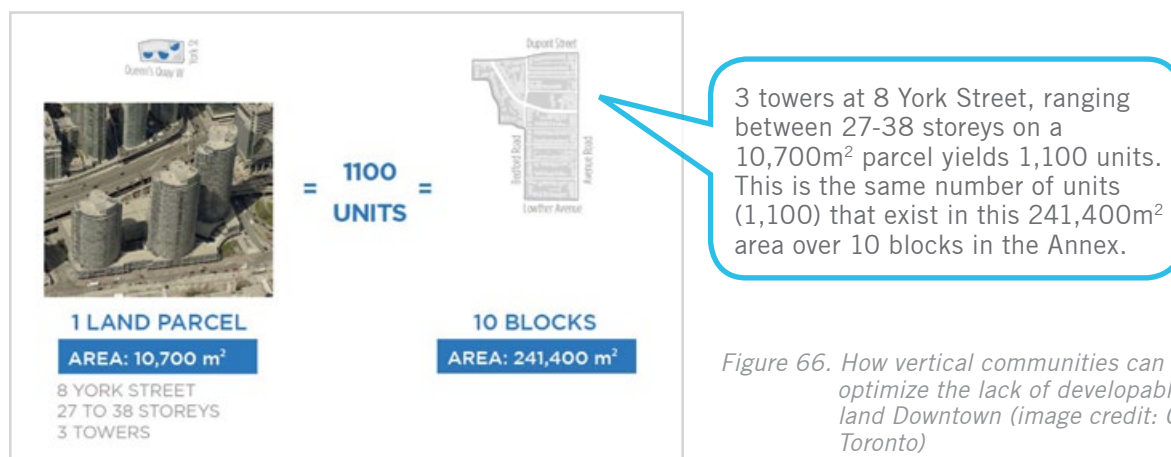 York St
Queen's Quay W
Dupont Street
Bedford Road
Avenue Road
Lowther Avenue
= 1100 =
UNITS
1 LAND PARCEL
AREA: 10,700 m²
8 YORK STREET
27 TO 38 STOREYS
3 TOWERS
10 BLOCKS
AREA: 241,400 m²
3 towers at 8 York Street, ranging
between 27-38 storeys on a
10,700m² parcel yields 1,100 units.
This is the same number of units
(1,100) that exist in this 241,400m²
area over 10 blocks in the Annex.
Figure 66. How vertical communities can
optimize the lack of
land Downtown (image credit:
Toronto)